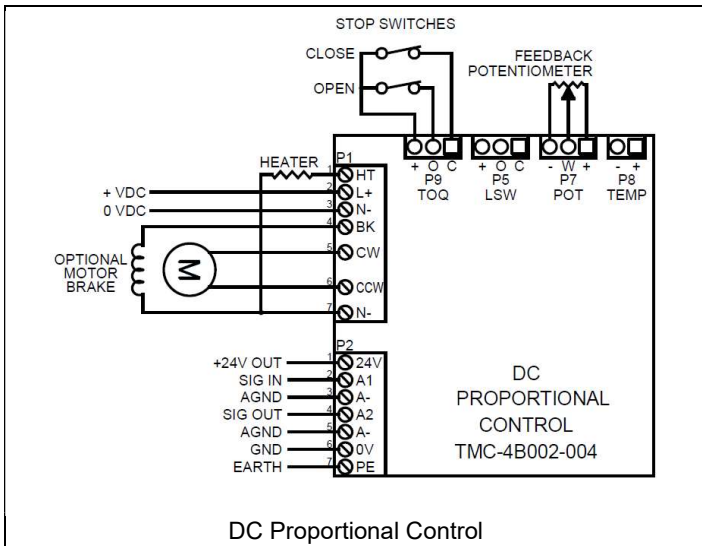 STOP SWITCHES
CLOSE
OPEN
FEEDBACK
POTENTIOMETER
+ O C
P9
TOQ
+ O C
P5
LSW
- W +
P7
POT
- +
P8
TEMP
HEATER
P1
1 HT
+ VDC 2 L+
0 VDC 3 N-
4 BK
OPTIONAL
MOTOR
BRAKE
M
5 CW
6 CCW
7 N-
P2
+24V OUT 1 24V
SIG IN 2 A1
AGND 3 A-
SIG OUT 4 A2
AGND 5 A-
GND 6 0V
EARTH 7 PE
DC
PROPORTIONAL
CONTROL
TMC-4B002-004
DC Proportional Control